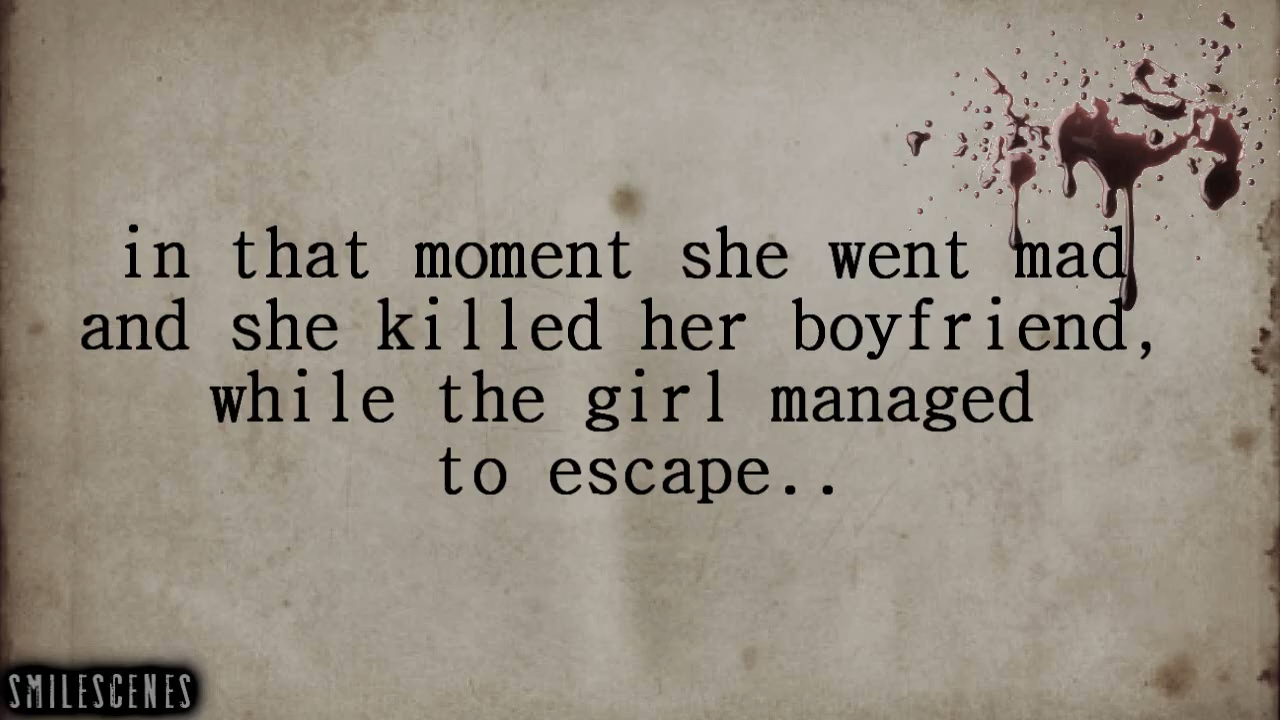 in that moment she went mad
and she killed her boyfriend,
while the girl managed
to escape..
SMILESCENES